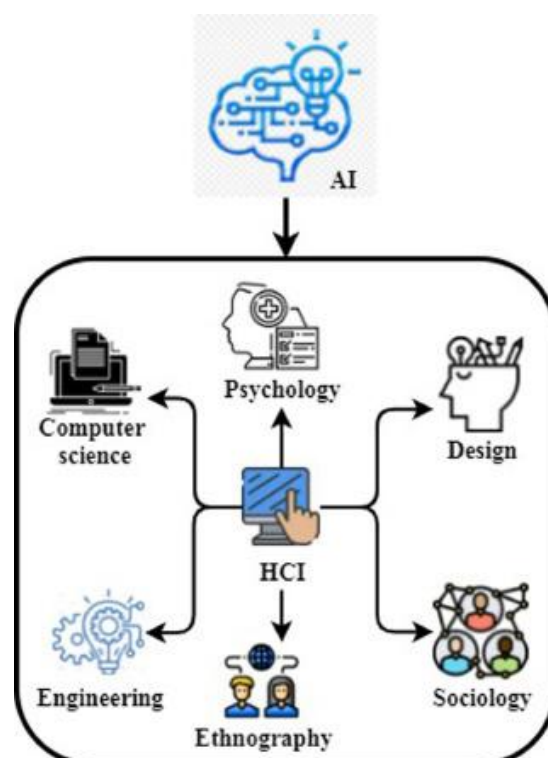 AI
Psychology
Computer
science
Design
HCI
Engineering
Sociology
Ethnography